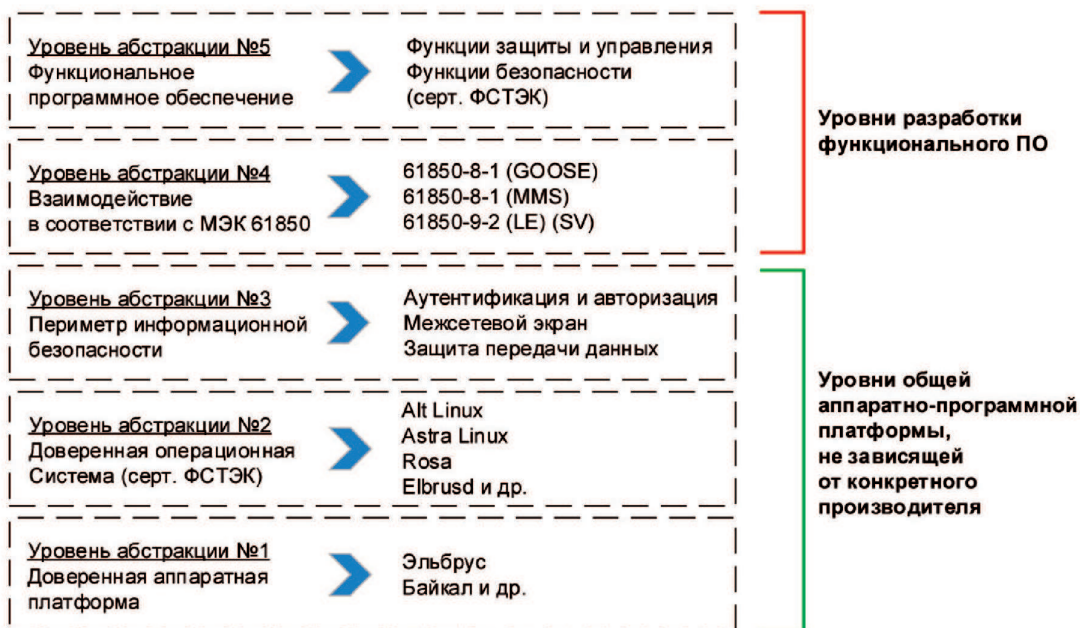 Уровень абстракции №5
Функциональное
программное обеспечение
Функции защиты и управления
Функции безопасности
(серт. ФСТЭК)
Уровень абстракции №4
Взаимодействие
в соответствии с МЭК 61850
61850-8-1 (GOOSE)
61850-8-1 (MMS)
61850-9-2 (LE) (SV)
Уровни разработки
функционального ПО
Уровень абстракции №3
Периметр информационной
безопасности
Аутентификация и авторизация
Межсетевой экран
Защита передачи данных
Уровень абстракции №2
Доверенная операционная
Система (серт. ФСТЭК)
Alt Linux
Astra Linux
Rosa
Elbrusd и др.
Уровень абстракции №1
Доверенная аппаратная
платформа
Эльбрус
Байкал и др.
Уровни общей
аппаратно-программной
платформы,
не зависящей
от конкретного
производителя